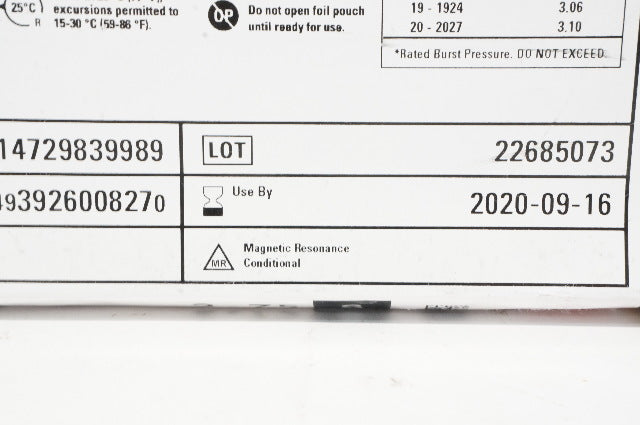 25°C
excursions permitted to
R 15-30 °C (59-86 °F).
Do not open foil pouch
until ready for use.
19 - 1924 3.06
20 - 2027 3.10
*Rated Burst Pressure. DO NOT EXCEED.
14729839989
LOT 22685073
3926008270
Use By 2020-09-16
MR Magnetic Resonance
Conditional